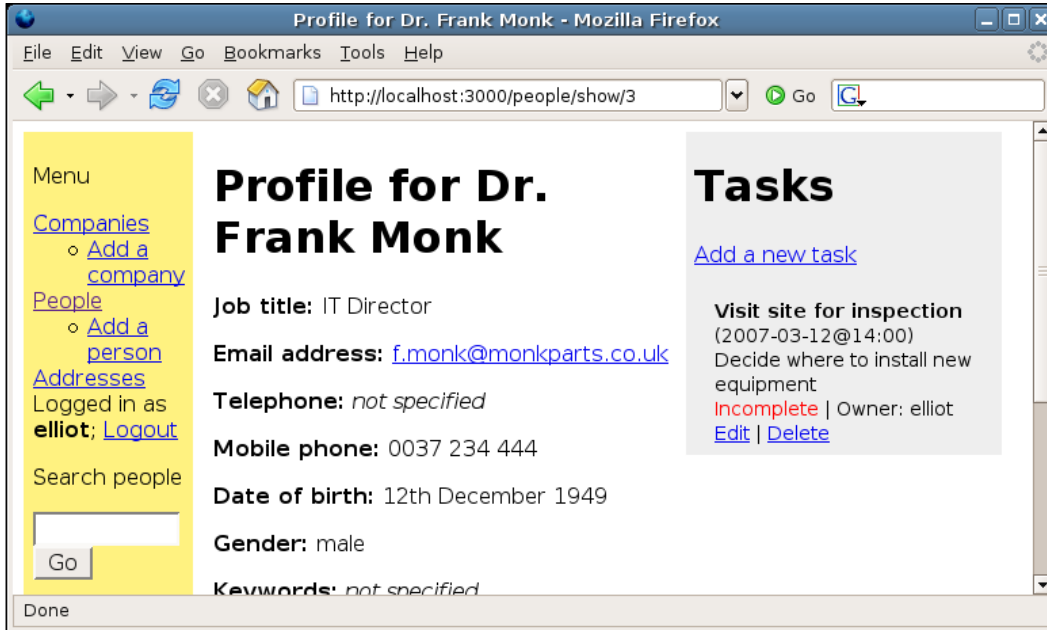 Profile for Dr. Frank Monk - Mozilla Firefox
File Edit View Go Bookmarks Tools Help
http://localhost:3000/people/show/3
Go
G
Menu
Companies
Add a
company
People
Add a
person
Addresses
Logged in as
elliot; Logout
Search people
Go
Profile for Dr.
Frank Monk
Job title: IT Director
Email address: f.monk@monkparts.co.uk
Telephone: not specified
Mobile phone: 0037 234 444
Date of birth: 12th December 1949
Gender: male
Keywords: not specified
Tasks
Add a new task
Visit site for inspection
(2007-03-12@14:00)
Decide where to install new
equipment
Incomplete | Owner: elliot
Edit | Delete
Done